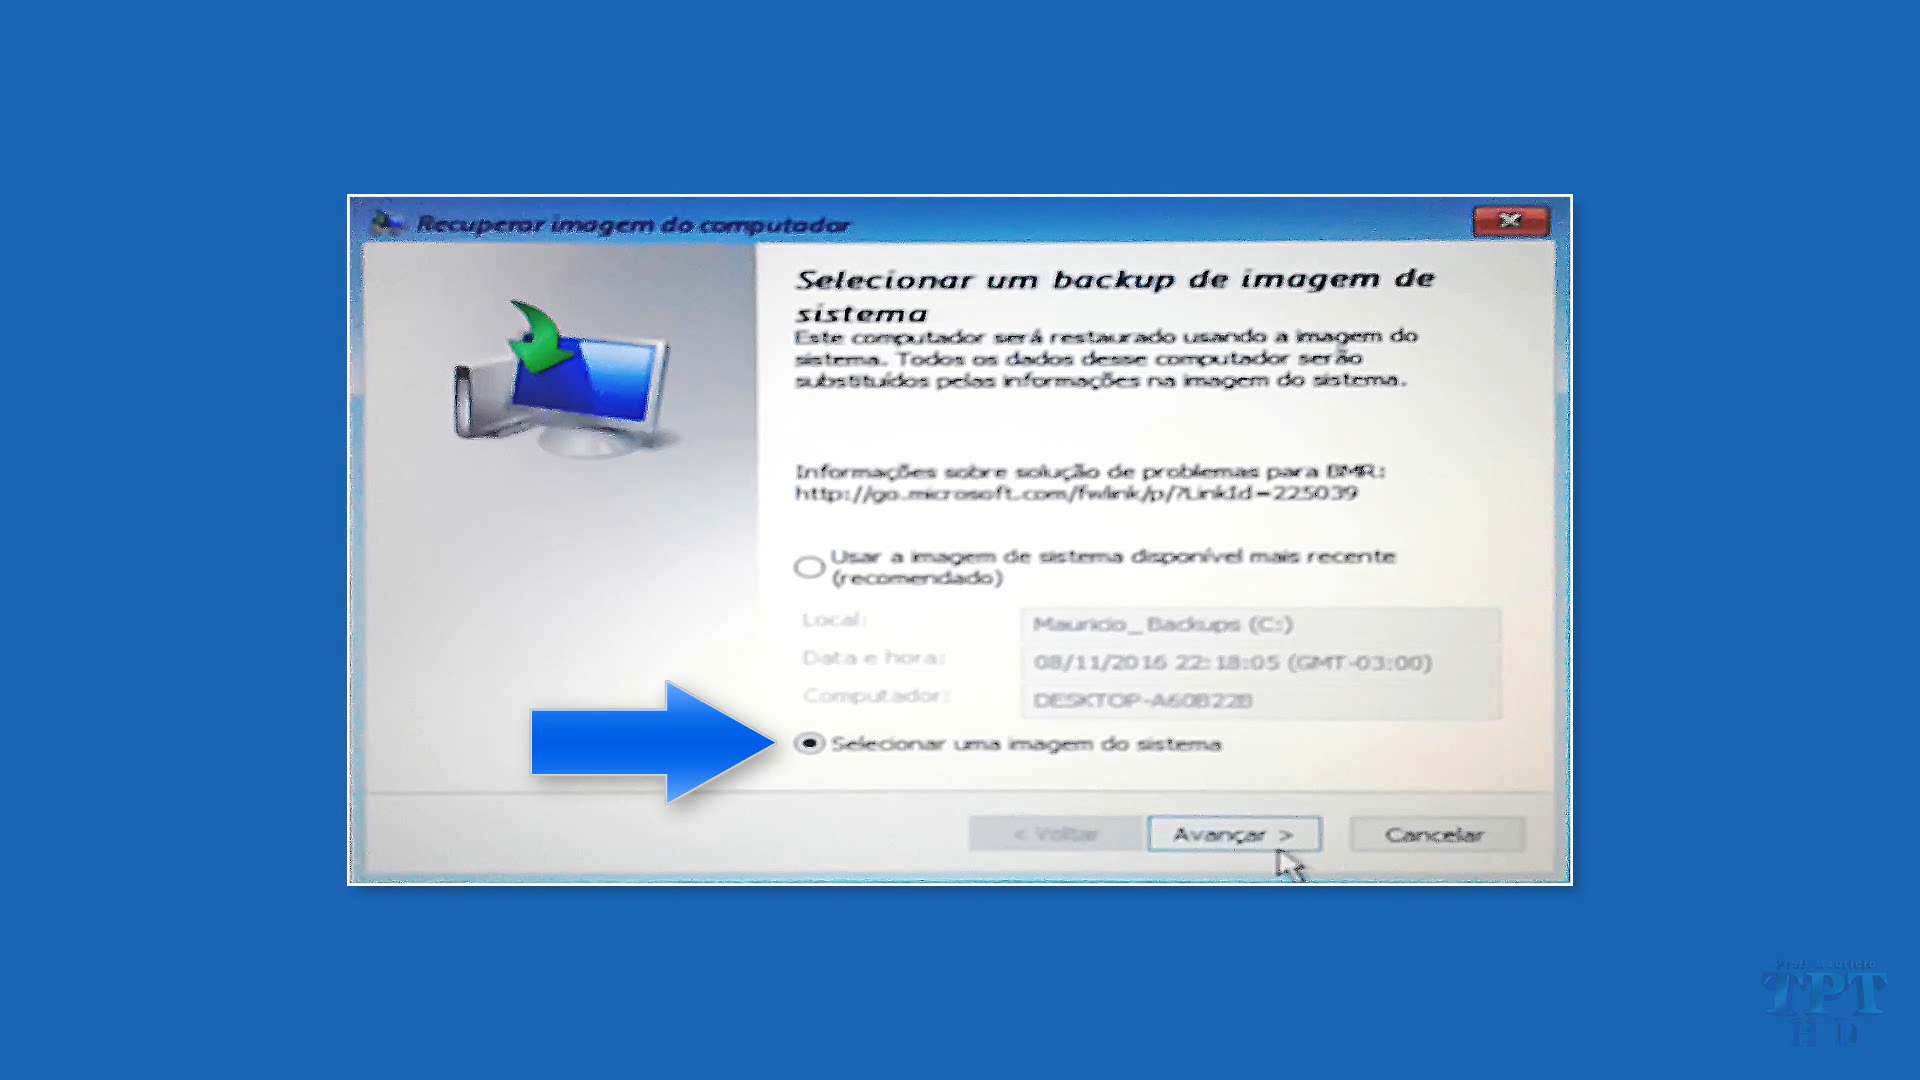 Recuperar imagem do computador
Selecionar um backup de imagem de
sistema
Este computador será restaurado usando a imagem do
sistema. Todos os dados desse computador serão
substituídos pelas informações na imagem do sistema.
Informações sobre solução de problemas para BMR:
http://go.microsoft.com/fwlink/p/?LinkId=225039
Usar a imagem de sistema disponível mais recente
(recomendado)
Local: Mauricio_Backups (C:)
Data e hora: 08/11/2016 22:18:05 (GMT-03:00)
Computador: DESKTOP-A60B22B
Selecionar uma imagem do sistema
< Voltar Avançar > Cancelar
Prof. Mauricio
TPT
HD